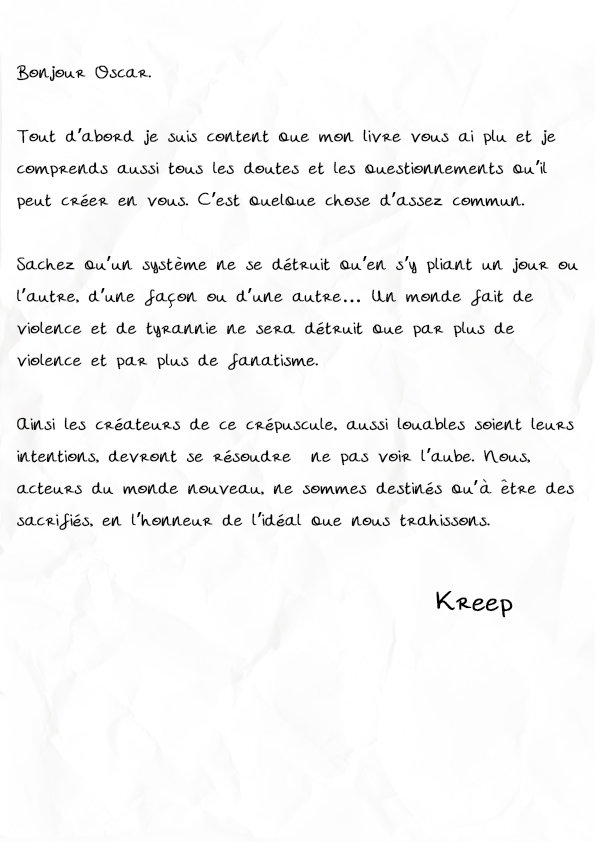 Bonjour Oscar.
Tout d'abord je suis content que mon livre vous ai plu et je
comprends aussi tous les doutes et les questionnements qu'il
peut créer en vous. C'est quelque chose d'assez commun.
Sachez qu'un système ne se détruit qu'en s'y pliant un jour ou
l'autre, d'une façon ou d'une autre... Un monde fait de
violence et de tyrannie ne sera détruit que par plus de
violence et par plus de fanatisme.
Ainsi les créateurs de ce crépuscule, aussi louables soient leurs
intentions, devront se résoudre ne pas voir l'aube. Nous,
acteurs du monde nouveau, ne sommes destinés qu'à être des
sacrifiés, en l'honneur de l'idéal que nous trahissons.
Kreep